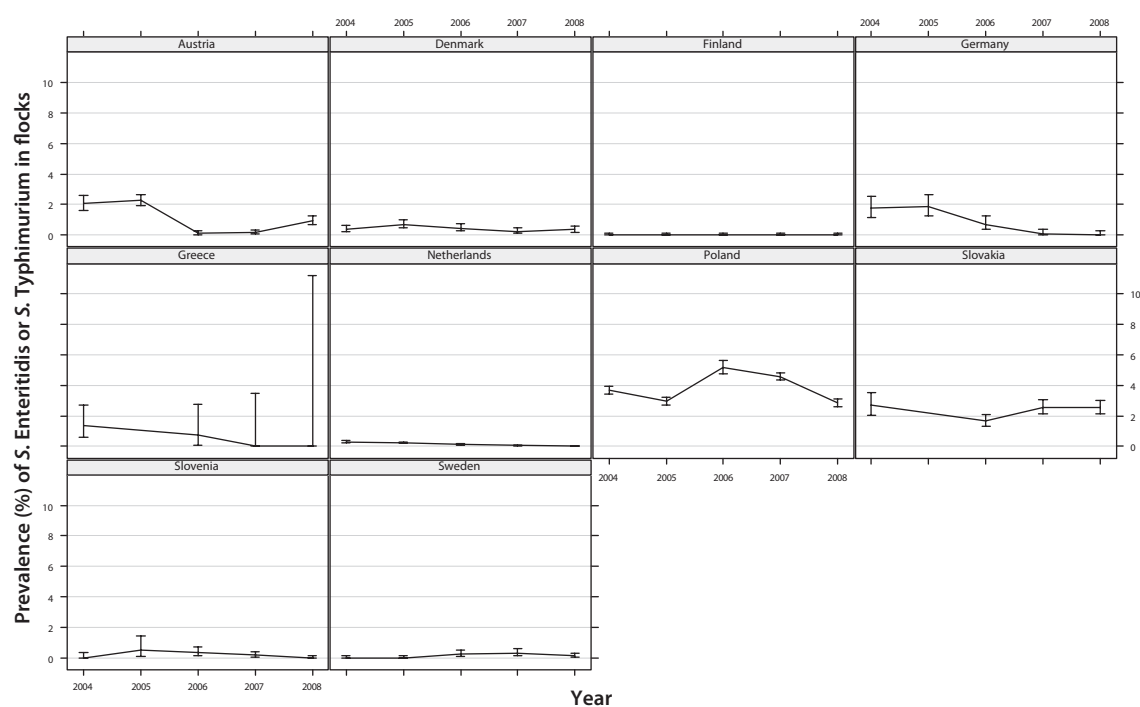 2004 2005 2006 2007 2008 2004 2005 2006 2007 2008
Austria Denmark Finland Germany
10
8
6
4
2
0
Prevalence (%) of S. Enteritidis or S. Typhimurium in flocks
Greece Netherlands Poland Slovakia
10
8
6
4
2
0
Slovenia Sweden
2004 2005 2006 2007 2008
10
8
6
4
2
0
2004 2005 2006 2007 2008
Year